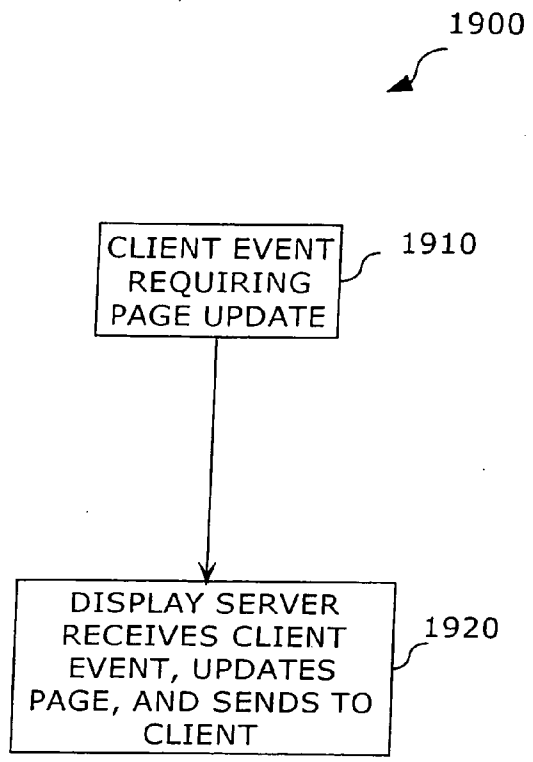 1900
CLIENT EVENT
REQUIRING
PAGE UPDATE
1910
DISPLAY SERVER
RECEIVES CLIENT
EVENT, UPDATES
PAGE, AND SENDS TO
CLIENT
1920